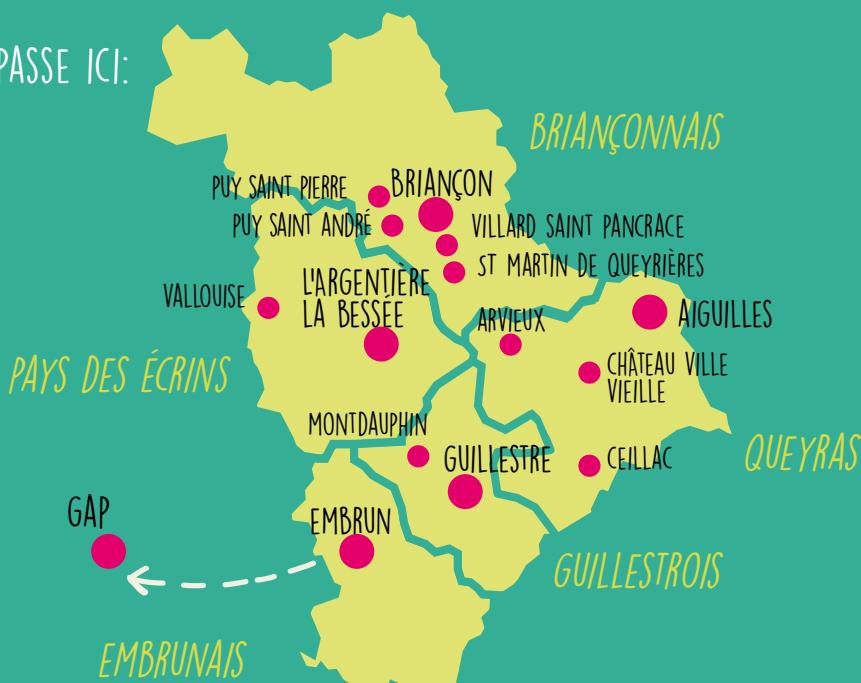 PASSE ICI:
BRIANÇONNAIS
PUY SAINT PIERRE
BRIANÇON
PUY SAINT ANDRÉ
VILLARD SAINT PANCRACE
ST MARTIN DE QUEYRIÈRES
L'ARGENTIÈRE
LA BESSÉE
VALLOUISE
ARVIEUX
AIGUILLES
PAYS DES ÉCRINS
CHÂTEAU VILLE
VIEILLE
MONTDAUPHIN
GUILLESTRE
CEILLAC
QUEYRAS
GAP
EMBRUN
GUILLESTROIS
EMBRUNAIS